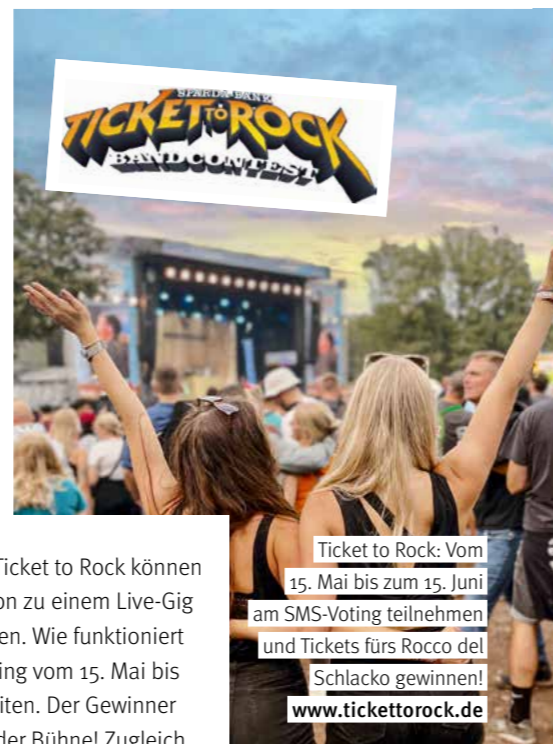 SPARDA-BANK
TICKET TO ROCK
BANDCONTEST
Ticket to Rock können
on zu einem Live-Gig
en. Wie funktioniert
ing vom 15. Mai bis
iten. Der Gewinner
der Bühne! Zugleich
Ticket to Rock: Vom
15. Mai bis zum 15. Juni
am SMS-Voting teilnehmen
und Tickets fürs Rocco del
Schlacko gewinnen!
www.tickettorock.de